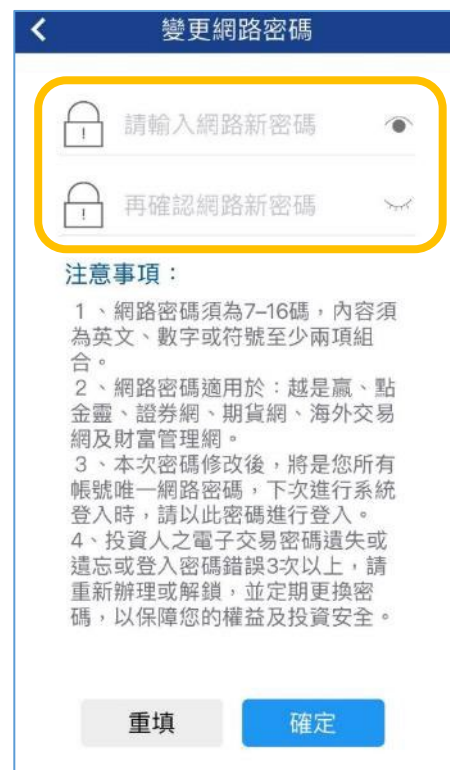 變更網路密碼
請輸入網路新密碼
再確認網路新密碼
注意事項：
1、網路密碼須為7–16碼，內容須
為英文、數字或符號至少兩項組
合。
2、網路密碼適用於：越是贏、點
金靈、證券網、期貨網、海外交易
網及財富管理網。
3、本次密碼修改後，將是您所有
帳號唯一網路密碼，下次進行系統
登入時，請以此密碼進行登入。
4、投資人之電子交易密碼遺失或
遺忘或登入密碼錯誤3次以上，請
重新辦理或解鎖，並定期更換密
碼，以保障您的權益及投資安全。
重填
確定